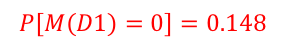 P[M(D1) = 0] = 0.148